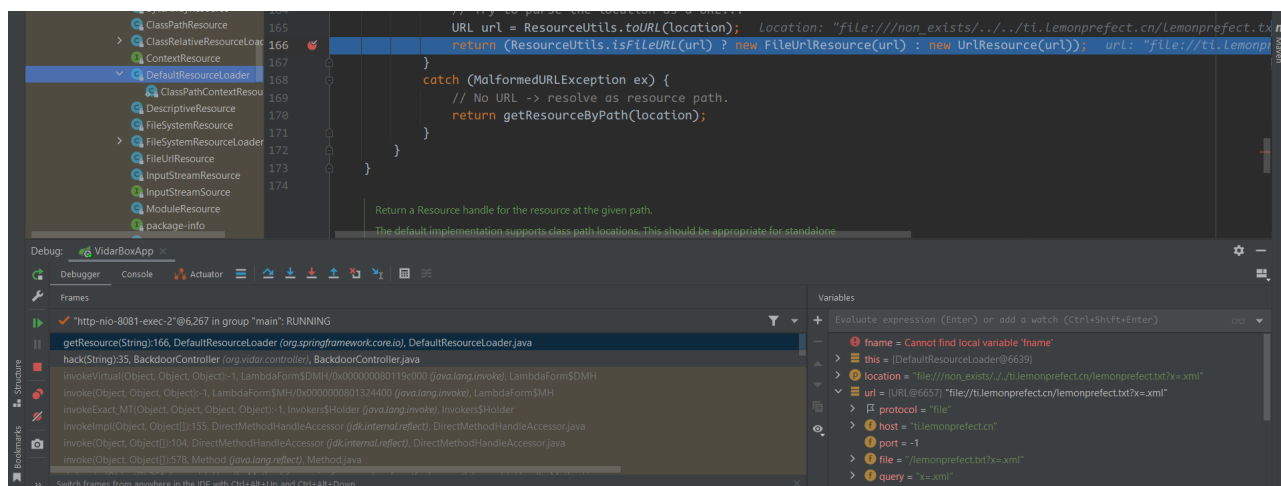 ClassPathResource
ClassRelativeResourceLoad
ContextResource
DefaultResourceLoader
ClassPathContextResou
DescriptiveResource
FileSystemResource
FileSystemResourceLoader
FileUrlResource
InputStreamResource
InputStreamSource
ModuleResource
package-info
// Try to parse the location as a URL...
165 URL url = ResourceUtils.toURL(location); location: "file:///non_exists/../../ti.lemonprefect.cn/lemonprefect.tx
166 return (ResourceUtils.isFileURL(url) ? new FileUrlResource(url) : new UrlResource(url)); url: "file://ti.lemonpr
167 }
168 catch (MalformedURLException ex) {
169 // No URL -> resolve as resource path.
170 return getResourceByPath(location);
171 }
172 }
173 }
174
Return a Resource handle for the resource at the given path.
The default implementation supports class path locations. This should be appropriate for standalone
Maven
Debug: VidarBoxApp
Debugger Console Actuator
Frames
"http-nio-8081-exec-2"@6,267 in group "main": RUNNING
getResource(String):166, DefaultResourceLoader (org.springframework.core.io), DefaultResourceLoader.java
hack(String):35, BackdoorController (org.vidar.controller), BackdoorController.java
invokeVirtual(Object, Object, Object):-1, LambdaForm$DMH/0x000000080119c000 (java.lang.invoke), LambdaForm$DMH
invoke(Object, Object, Object):-1, LambdaForm$MH/0x0000000801324400 (java.lang.invoke), LambdaForm$MH
invokeExact_MT(Object, Object, Object, Object):-1, Invokers$Holder (java.lang.invoke), Invokers$Holder
invokeImpl(Object, Object[]):155, DirectMethodHandleAccessor (jdk.internal.reflect), DirectMethodHandleAccessor.java
invoke(Object, Object[]):104, DirectMethodHandleAccessor (jdk.internal.reflect), DirectMethodHandleAccessor.java
invoke(Object, Object[]):578, Method (java.lang.reflect), Method.java
Switch frames from anywhere in the IDE with Ctrl+Alt+Up and Ctrl+Alt+Down
Variables
Evaluate expression (Enter) or add a watch (Ctrl+Shift+Enter)
fname = Cannot find local variable 'fname'
this = {DefaultResourceLoader@6639}
location = "file:///non_exists/../../ti.lemonprefect.cn/lemonprefect.txt?x=.xml"
url = {URL@6657} "file://ti.lemonprefect.cn/lemonprefect.txt?x=.xml"
protocol = "file"
host = "ti.lemonprefect.cn"
port = -1
file = "/lemonprefect.txt?x=.xml"
query = "x=.xml"
Structure
Bookmarks